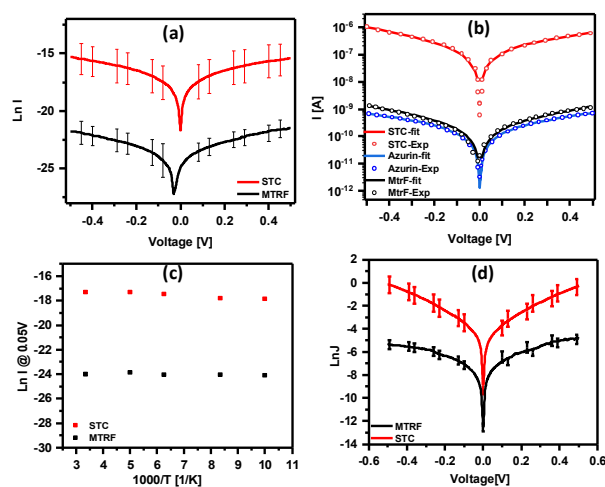 (a)
-15
-20
-25
Ln I
STC
MTRF
-0.4 -0.2 0.0 0.2 0.4
Voltage [V]
(b)
10⁻⁶
10⁻⁷
10⁻⁸
10⁻⁹
10⁻¹⁰
10⁻¹¹
10⁻¹²
I [A]
STC-fit
STC-Exp
Azurin-fit
Azurin-Exp
MtrF-fit
MtrF-Exp
-0.4 -0.2 0.0 0.2 0.4
Voltage [V]
(c)
-16
-18
-20
-22
-24
-26
-28
-30
Ln I @ 0.05V
STC
MTRF
3 4 5 6 7 8 9 10 11
1000/T [1/K]
(d)
2
0
-2
-4
-6
-8
-10
-12
-14
LnJ
MTRF
STC
-0.6 -0.4 -0.2 0.0 0.2 0.4 0.6
Voltage[V]